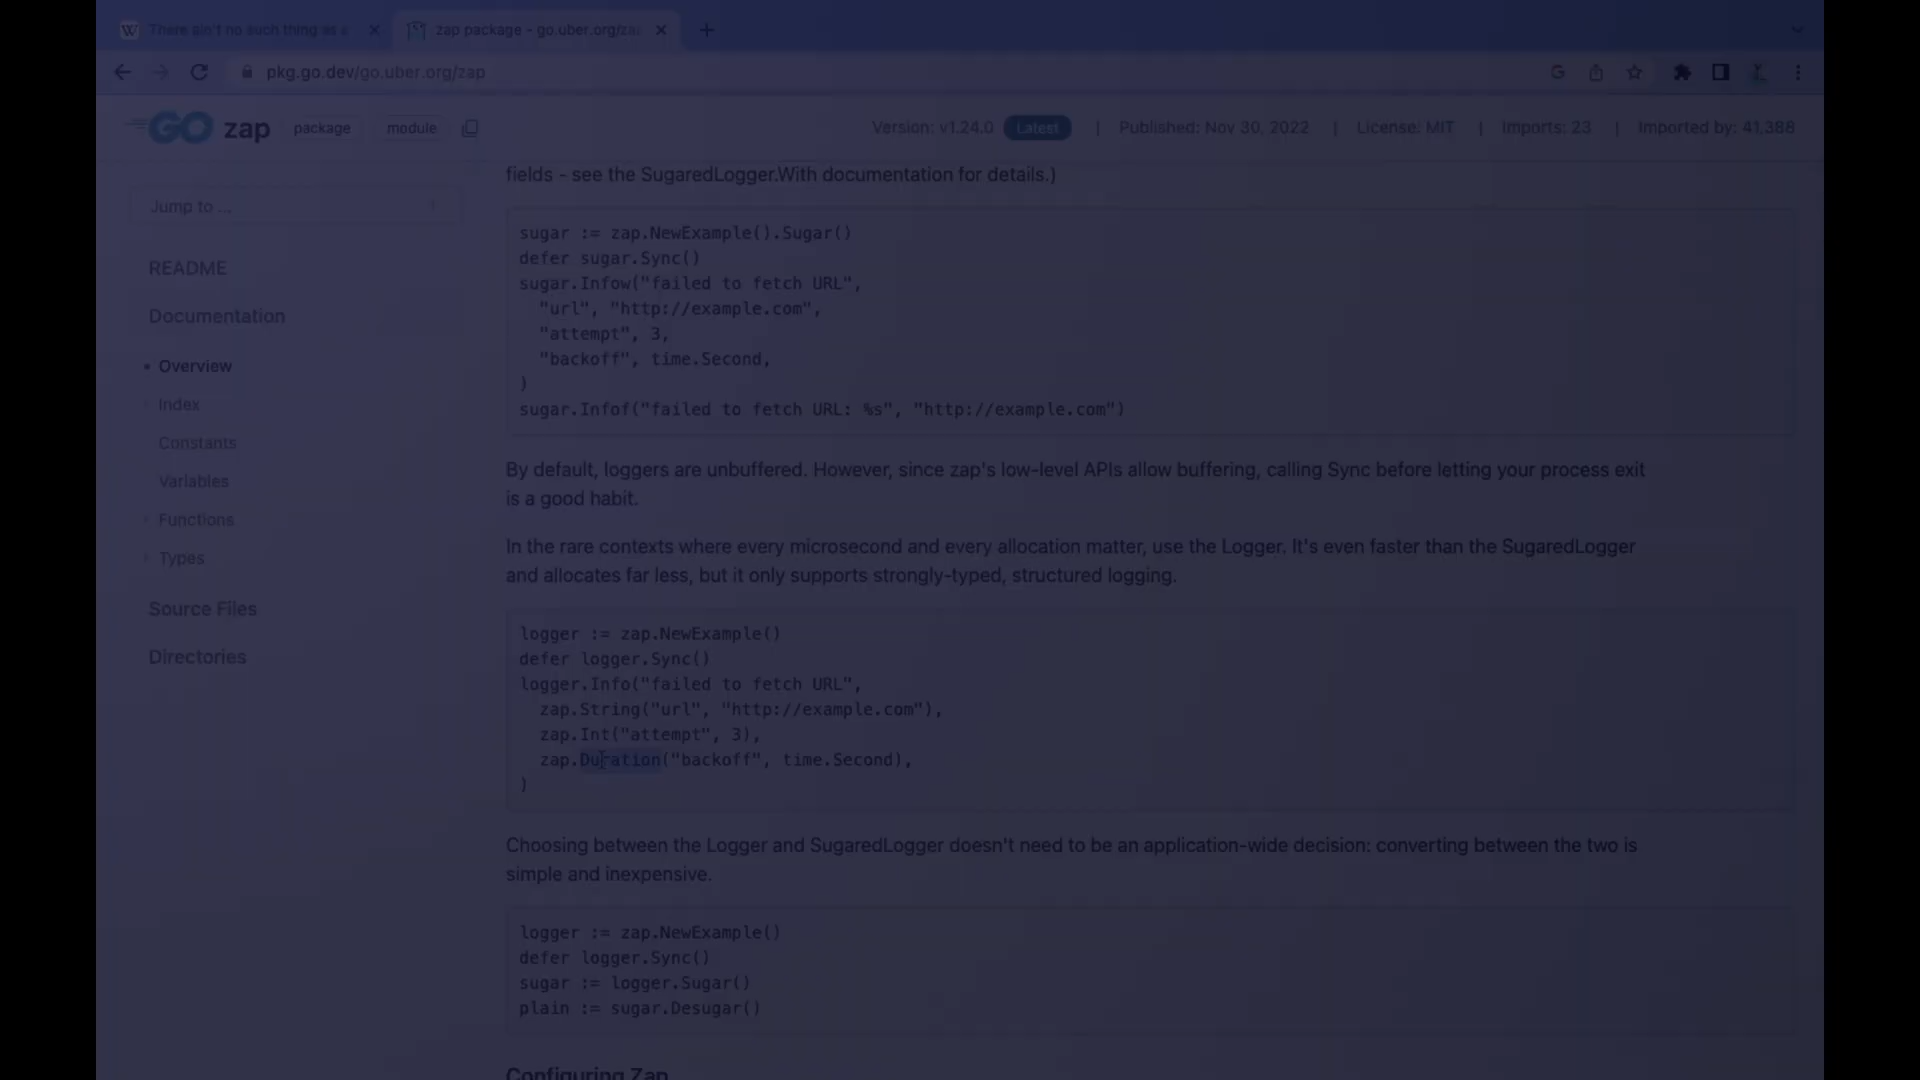 There ain't no such thing as a
zap package - go.uber.org/za
pkg.go.dev/go.uber.org/zap
GO zap package module
Version: v1.24.0 Latest | Published: Nov 30, 2022 | License: MIT | Imports: 23 | Imported by: 41,388
Jump to ...
README
Documentation
Overview
Index
Constants
Variables
Functions
Types
Source Files
Directories
fields - see the SugaredLogger.With documentation for details.)
sugar := zap.NewExample().Sugar()
defer sugar.Sync()
sugar.Infow("failed to fetch URL",
"url", "http://example.com",
"attempt", 3,
"backoff", time.Second,
)
sugar.Infof("failed to fetch URL: %s", "http://example.com")
By default, loggers are unbuffered. However, since zap's low-level APIs allow buffering, calling Sync before letting your process exit
is a good habit.
In the rare contexts where every microsecond and every allocation matter, use the Logger. It's even faster than the SugaredLogger
and allocates far less, but it only supports strongly-typed, structured logging.
logger := zap.NewExample()
defer logger.Sync()
logger.Info("failed to fetch URL",
zap.String("url", "http://example.com"),
zap.Int("attempt", 3),
zap.Duration("backoff", time.Second),
)
Choosing between the Logger and SugaredLogger doesn't need to be an application-wide decision: converting between the two is
simple and inexpensive.
logger := zap.NewExample()
defer logger.Sync()
sugar := logger.Sugar()
plain := sugar.Desugar()
Configuring Zap